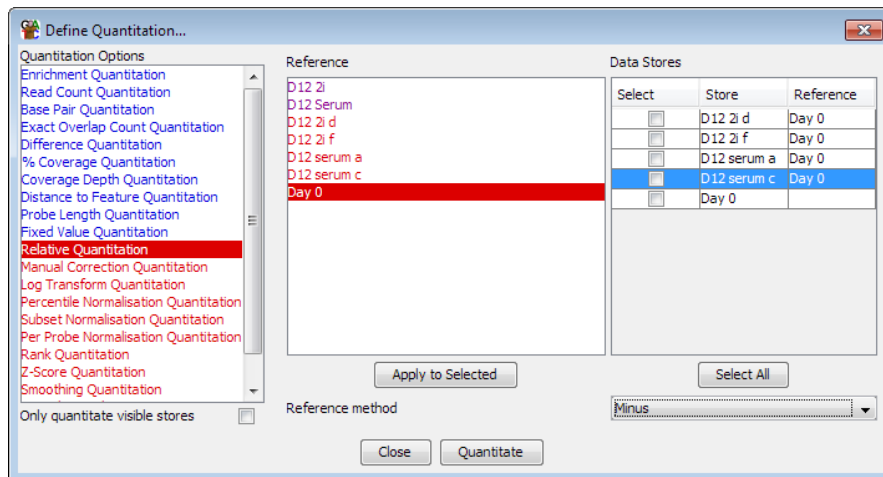 Define Quantitation...
Quantitation Options
Enrichment Quantitation
Read Count Quantitation
Base Pair Quantitation
Exact Overlap Count Quantitation
Difference Quantitation
% Coverage Quantitation
Coverage Depth Quantitation
Distance to Feature Quantitation
Probe Length Quantitation
Fixed Value Quantitation
Relative Quantitation
Manual Correction Quantitation
Log Transform Quantitation
Percentile Normalisation Quantitation
Subset Normalisation Quantitation
Per Probe Normalisation Quantitation
Rank Quantitation
Z-Score Quantitation
Smoothing Quantitation
Only quantitate visible stores
Reference
D12 2i
D12 Serum
D12 2i d
D12 2i f
D12 serum a
D12 serum c
Day 0
Apply to Selected
Reference method
Data Stores
Select Store Reference
D12 2i d Day 0
D12 2i f Day 0
D12 serum a Day 0
D12 serum c Day 0
Day 0
Select All
Minus
Close Quantitate